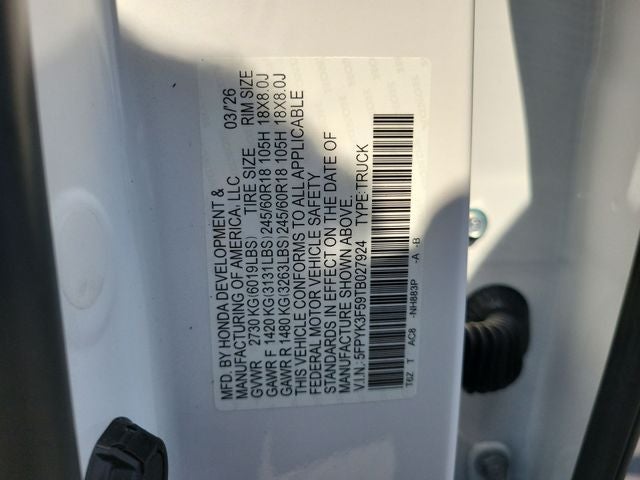 MFD. BY HONDA DEVELOPMENT & 03/'26
MANUFACTURING OF AMERICA, LLC
TIRE SIZE RIM SIZE
GVWR 2730 KG(6019LBS)
GAWR F 1420 KG(3131LBS) 245/60R18 105H 18X8.0J
GAWR R 1480 KG(3263LBS) 245/60R18 105H 18X8.0J
THIS VEHICLE CONFORMS TO ALL APPLICABLE
FEDERAL MOTOR VEHICLE SAFETY
STANDARDS IN EFFECT ON THE DATE OF
MANUFACTURE SHOWN ABOVE.
V.I.N.: 5FPYK3F59TB027924 TYPE:TRUCK
T6Z T AC8 -NH883P -A -B